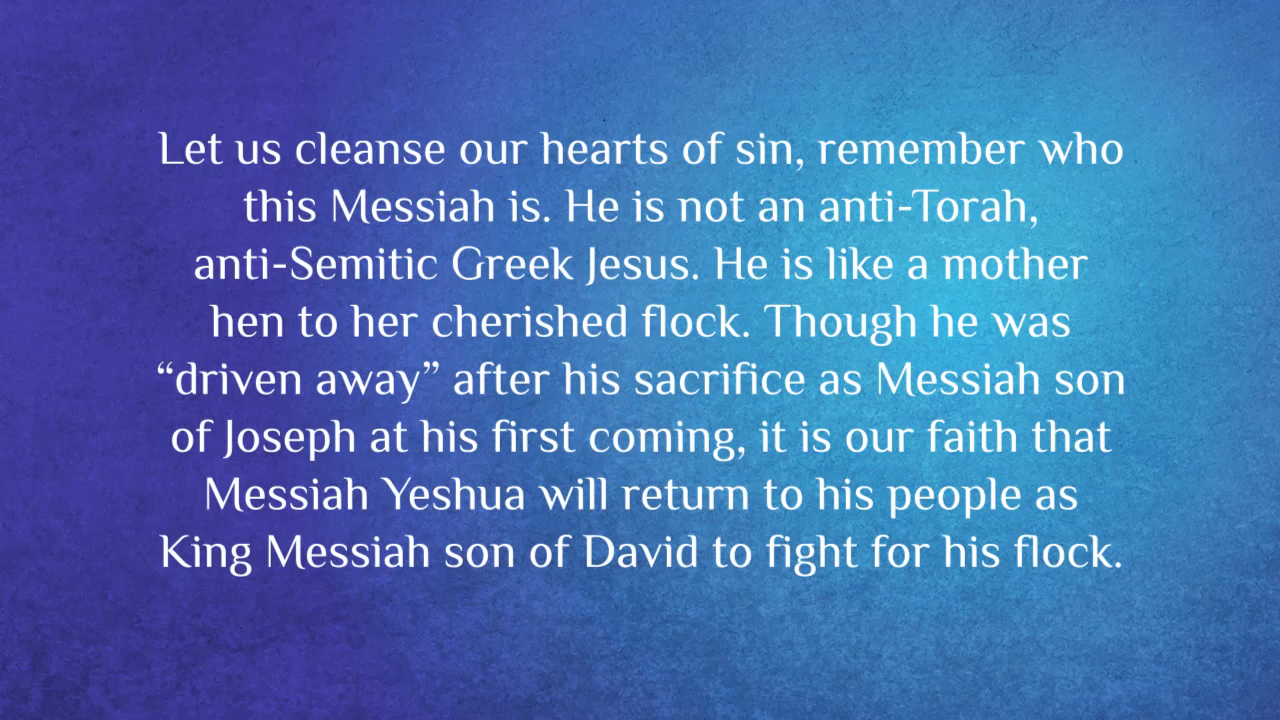 Let us cleanse our hearts of sin, remember who
this Messiah is. He is not an anti-Torah,
anti-Semitic Greek Jesus. He is like a mother
hen to her cherished flock. Though he was
“driven away” after his sacrifice as Messiah son
of Joseph at his first coming, it is our faith that
Messiah Yeshua will return to his people as
King Messiah son of David to fight for his flock.